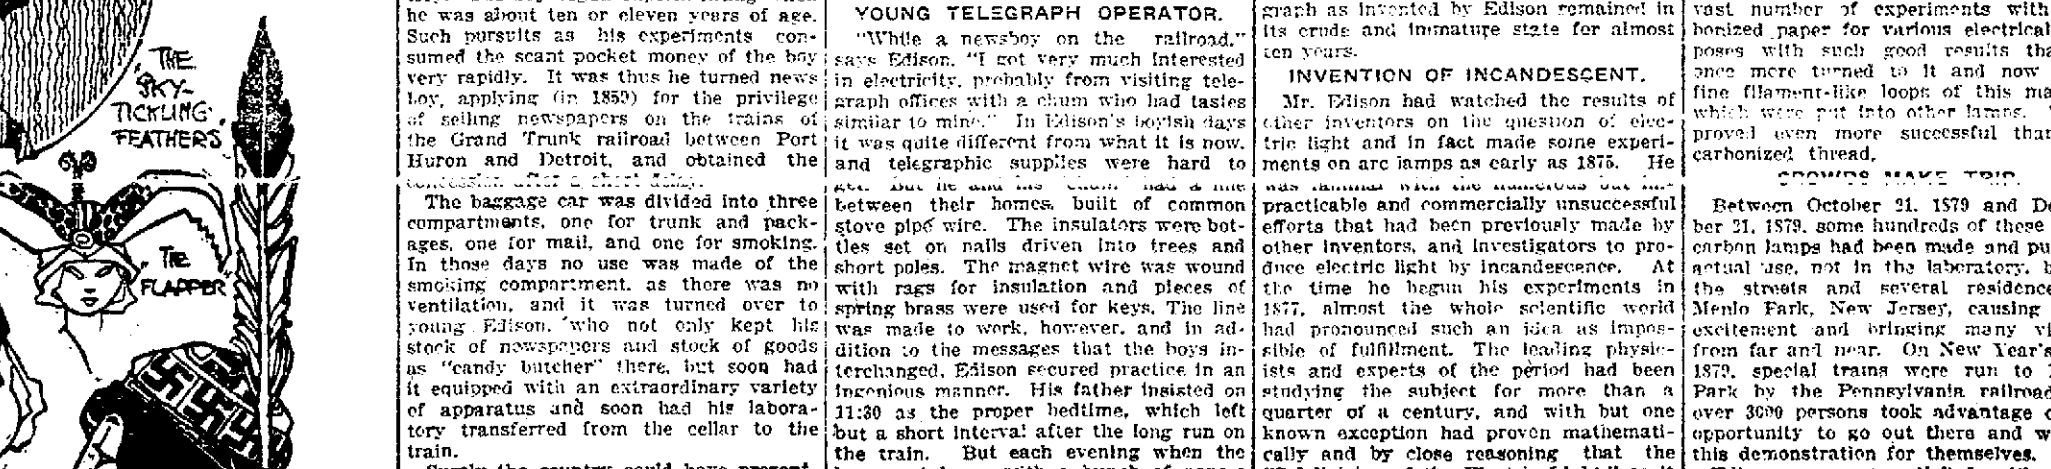 "THE
SKY-
TICKLING
FEATHERS
"THE
FLAPPER"
he was about ten or eleven years of age.
Such pursuits as his experiments con-
sumed the scant pocket money of the boy
very rapidly. It was thus he turned news
boy, applying (in 1859) for the privilege
of selling newspapers on the trains of
the Grand Trunk railroad between Port
Huron and Detroit, and obtained the
concession after a short delay.
The baggage car was divided into three
compartments, one for trunk and pack-
ages, one for mail, and one for smoking.
In those days no use was made of the
smoking compartment, as there was no
ventilation, and it was turned over to
young Edison, who not only kept his
stock of newspapers and stock of goods
as "candy butcher" there, but soon had
it equipped with an extraordinary variety
of apparatus and soon had his labora-
tory transferred from the cellar to the
train.
YOUNG TELEGRAPH OPERATOR.
"While a newsboy on the railroad,"
says Edison, "I got very much interested
in electricity, probably from visiting tele-
graph offices with a chum who had tastes
similar to mine." In Edison's boyish days
it was quite different from what it is now,
and telegraphic supplies were hard to
get. But he and his "chum" had a line
between their homes, built of common
stove pipe wire. The insulators were bot-
tles set on nails driven into trees and
short poles. The magnet wire was wound
with rags for insulation and pieces of
spring brass were used for keys. The line
was made to work, however, and in ad-
dition to the messages that the boys in-
terchanged, Edison secured practice in an
ingenious manner. His father insisted on
11:30 as the proper bedtime, which left
but a short interval after the long run on
the train. But each evening when the
graph as invented by Edison remained in
its crude and immature state for almost
ten years.
INVENTION OF INCANDESCENT.
Mr. Edison had watched the results of
other inventors on the question of elec-
tric light and in fact made some experi-
ments on arc lamps as early as 1875. He
was familiar with the numerous but im-
practicable and commercially unsuccessful
efforts that had been previously made by
other inventors, and investigators to pro-
duce electric light by incandescence. At
the time he begun his experiments in
1877, almost the whole scientific world
had pronounced such an idea as impos-
sible of fulfillment. The leading physic-
ists and experts of the period had been
studying the subject for more than a
quarter of a century, and with but one
known exception had proven mathemati-
cally and by close reasoning that the
vast number of experiments with
bonized paper for various electrical
poses with such good results tha
once more turned to it and now
fine filament-like loops of this ma
which were put into other lamps.
proved even more successful than
carbonized thread.
CROWDS MAKE TRIP.
Between October 21, 1879 and De
ber 21, 1879, some hundreds of these
carbon lamps had been made and pu
actual use, not in the laboratory, b
the streets and several residence
Menlo Park, New Jersey, causing
excitement and bringing many vi
from far and near. On New Year's
1879, special trains were run to
Park by the Pennsylvania railroad
over 3000 persons took advantage o
opportunity to go out there and w
this demonstration for themselves.